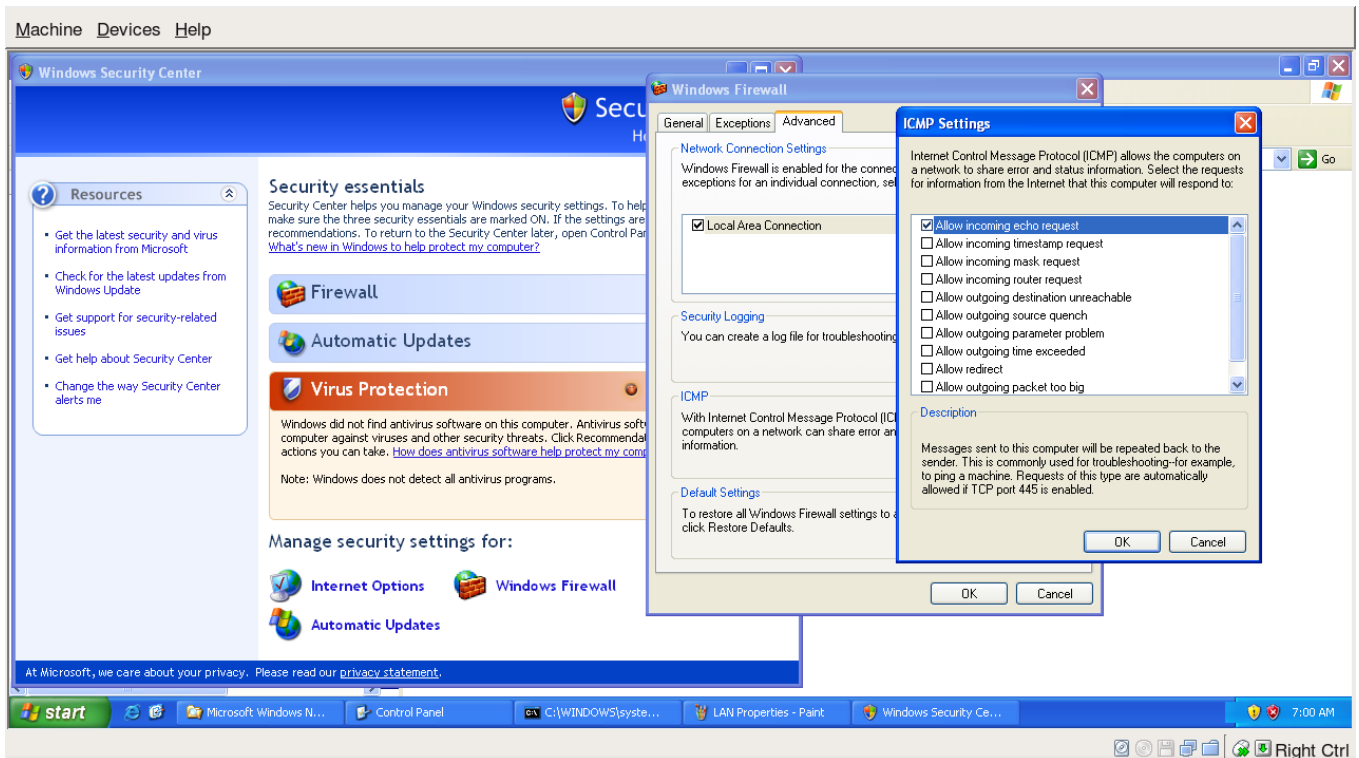 Machine Devices Help
Windows Security Center
Secu
He
Resources
Get the latest security and virus
information from Microsoft
Check for the latest updates from
Windows Update
Get support for security-related
issues
Get help about Security Center
Change the way Security Center
alerts me
Security essentials
Security Center helps you manage your Windows security settings. To help
make sure the three security essentials are marked ON. If the settings are
recommendations. To return to the Security Center later, open Control Par
What's new in Windows to help protect my computer?
Firewall
Automatic Updates
Virus Protection
Windows did not find antivirus software on this computer. Antivirus soft
computer against viruses and other security threats. Click Recommendat
actions you can take. How does antivirus software help protect my comp
Note: Windows does not detect all antivirus programs.
Manage security settings for:
Internet Options
Windows Firewall
Automatic Updates
At Microsoft, we care about your privacy. Please read our privacy statement.
Windows Firewall
General Exceptions Advanced
Network Connection Settings
Windows Firewall is enabled for the connec
exceptions for an individual connection, sel
Local Area Connection
Security Logging
You can create a log file for troubleshooting
ICMP
With Internet Control Message Protocol (ICI
computers on a network can share error an
information.
Default Settings
To restore all Windows Firewall settings to a
click Restore Defaults.
OK Cancel
ICMP Settings
Internet Control Message Protocol (ICMP) allows the computers on
a network to share error and status information. Select the requests
for information from the Internet that this computer will respond to:
Allow incoming echo request
Allow incoming timestamp request
Allow incoming mask request
Allow incoming router request
Allow outgoing destination unreachable
Allow outgoing source quench
Allow outgoing parameter problem
Allow outgoing time exceeded
Allow redirect
Allow outgoing packet too big
Description
Messages sent to this computer will be repeated back to the
sender. This is commonly used for troubleshooting--for example,
to ping a machine. Requests of this type are automatically
allowed if TCP port 445 is enabled.
OK Cancel
Go
start
Microsoft Windows N...
Control Panel
C:\WINDOWS\syste...
LAN Properties - Paint
Windows Security Ce...
7:00 AM
Right Ctrl